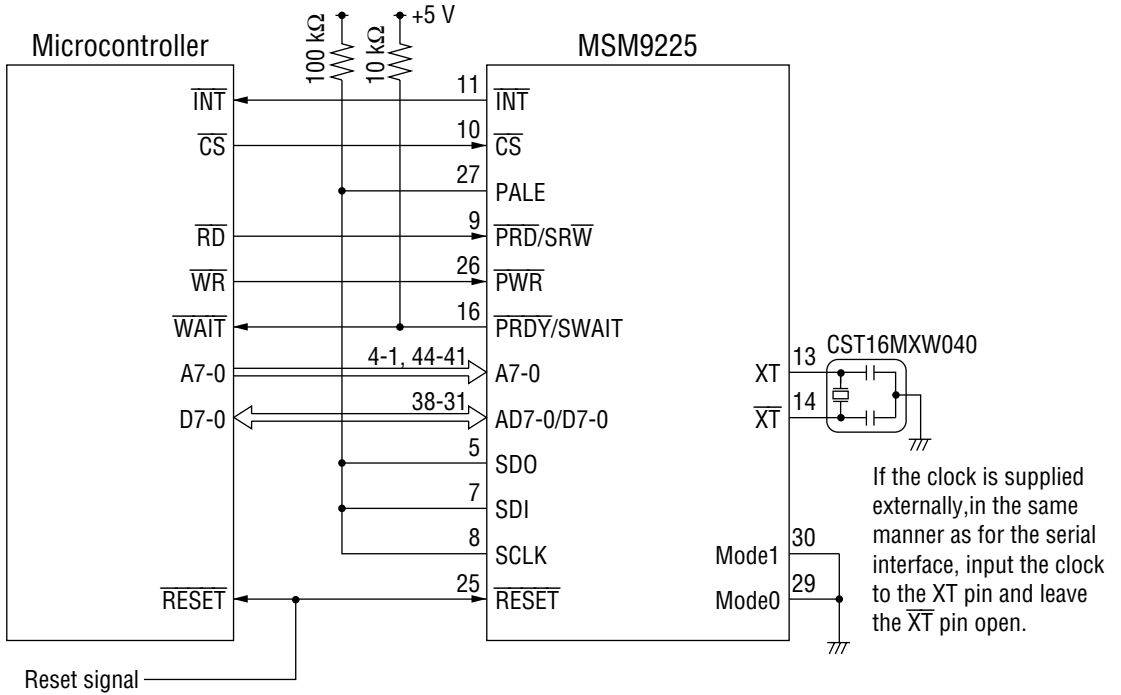 +5 V
100 kΩ
10 kΩ
Microcontroller
MSM9225
INT
11
INT
CS
10
CS
27
PALE
RD
9
PRD/SRW
WR
26
PWR
WAIT
16
PRDY/SWAIT
A7-0
4-1, 44-41
A7-0
D7-0
38-31
AD7-0/D7-0
5
SDO
7
SDI
8
SCLK
RESET
25
RESET
XT
13
CST16MXW040
XT
14
Mode1
30
Mode0
29
If the clock is supplied
externally,in the same
manner as for the serial
interface, input the clock
to the XT pin and leave
the XT pin open.
Reset signal